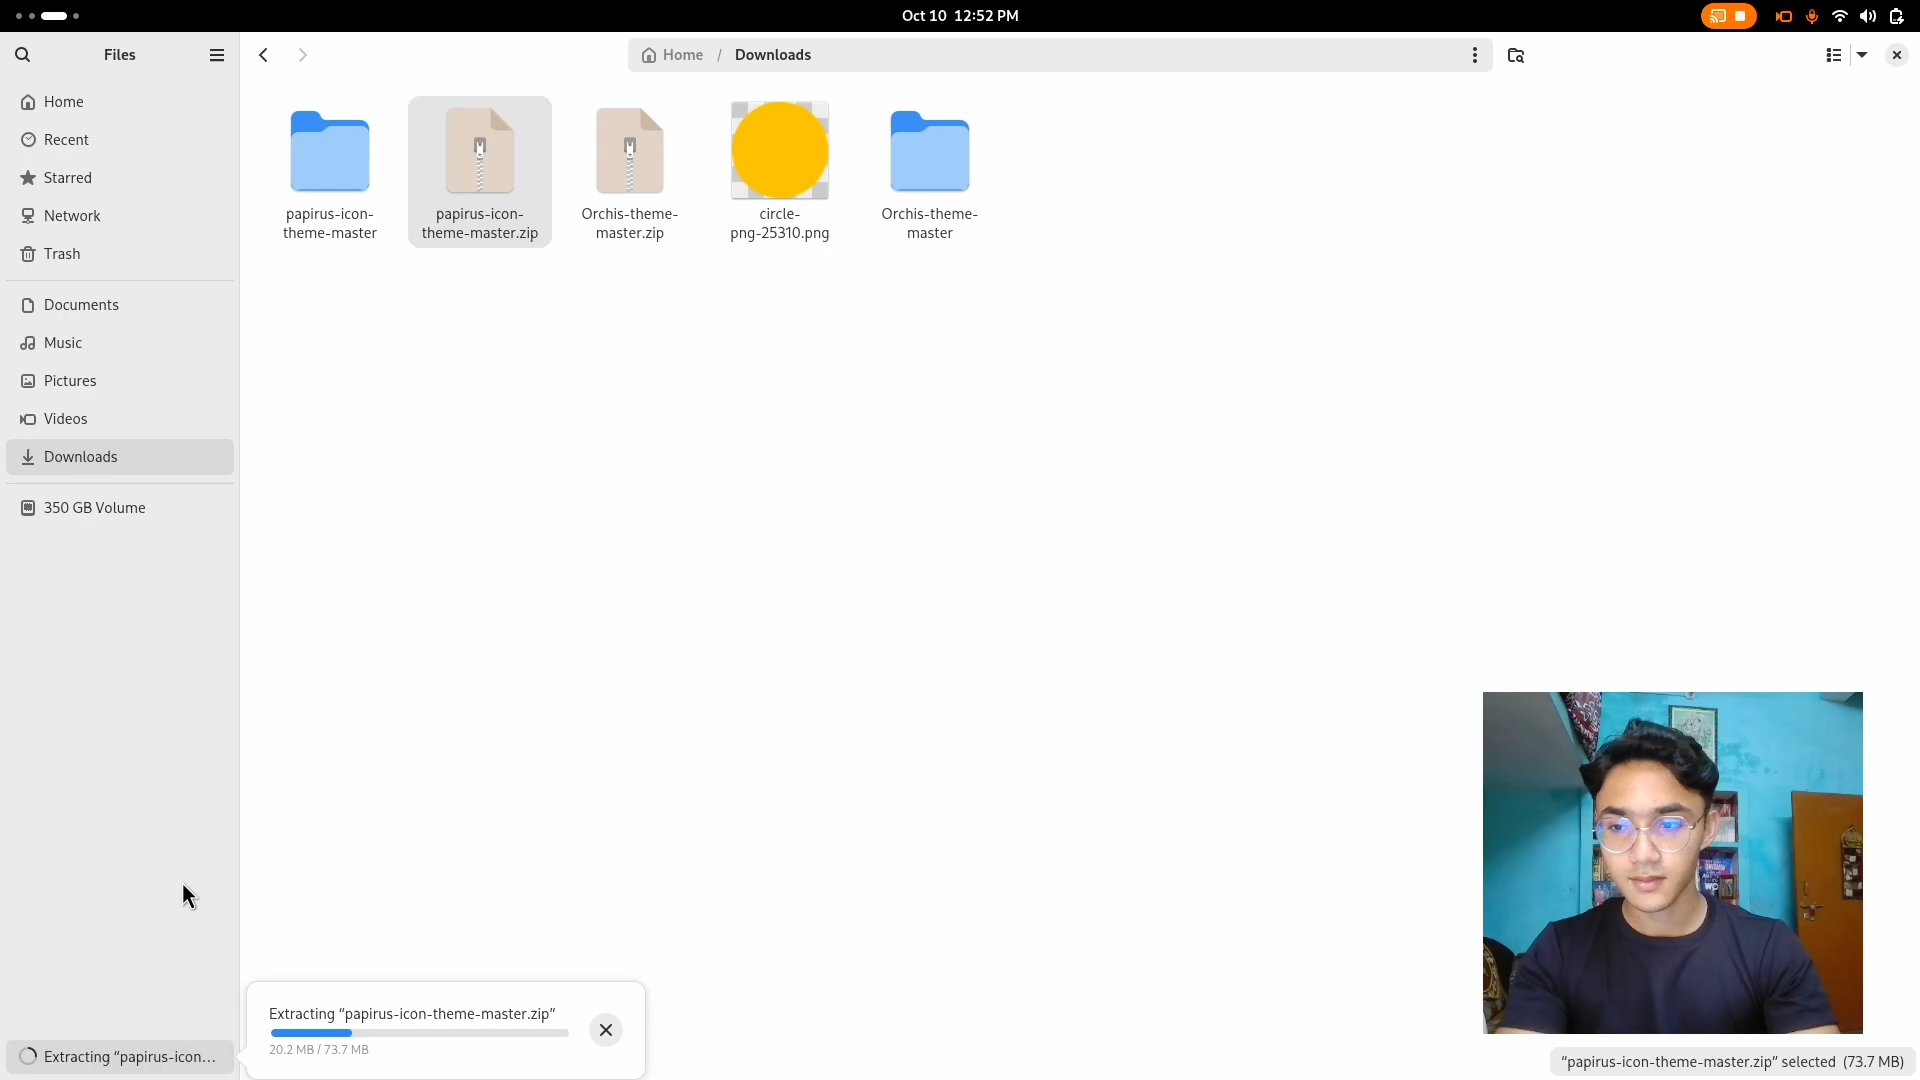 Oct 10 12:52 PM
Files
Home / Downloads
Home
Recent
Starred
Network
Trash
Documents
Music
Pictures
Videos
Downloads
350 GB Volume
papirus-icon-
theme-master
papirus-icon-
theme-master.zip
Orchis-theme-
master.zip
circle-
png-25310.png
Orchis-theme-
master
Extracting “papirus-icon-theme-master.zip”
20.2 MB / 73.7 MB
Extracting “papirus-icon…
“papirus-icon-theme-master.zip” selected (73.7 MB)